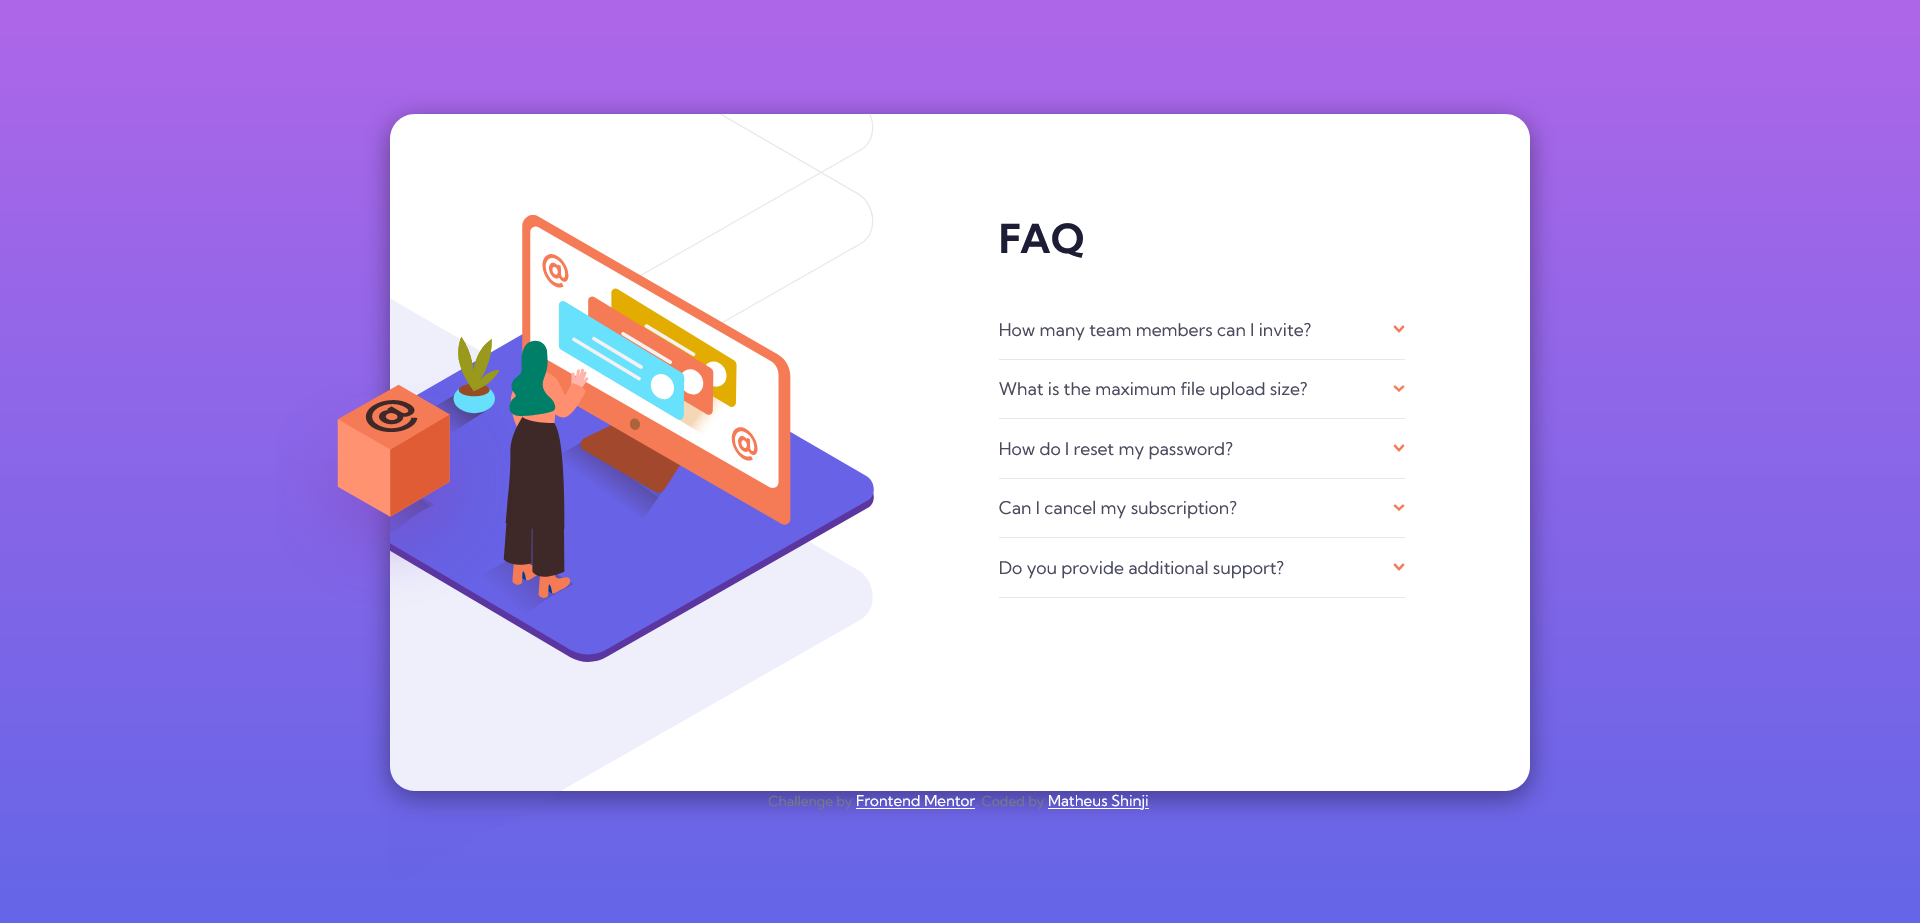 @
@
@
FAQ
How many team members can I invite?
What is the maximum file upload size?
How do I reset my password?
Can I cancel my subscription?
Do you provide additional support?
Challenge by Frontend Mentor Coded by Matheus Shinji